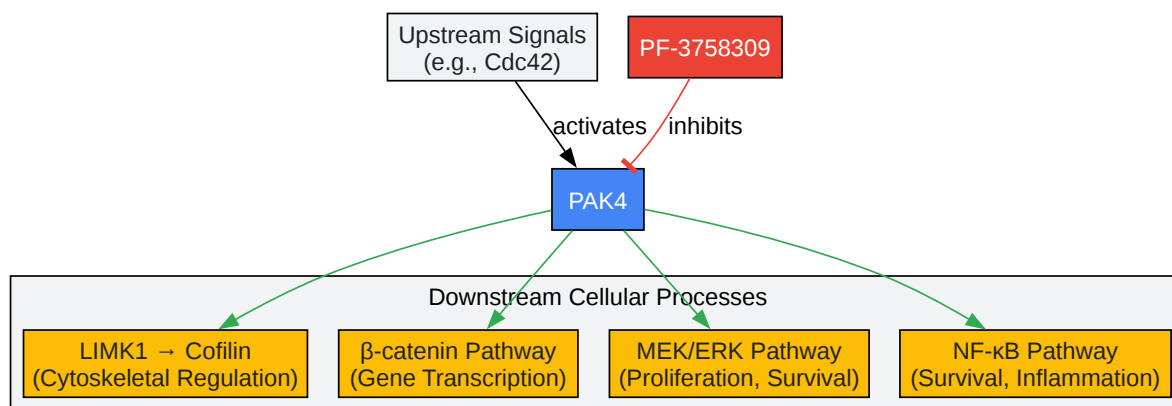 Upstream Signals
(e.g., Cdc42)
PF-3758309
activates
inhibits
PAK4
Downstream Cellular Processes
LIMK1 → Cofilin
(Cytoskeletal Regulation)
β-catenin Pathway
(Gene Transcription)
MEK/ERK Pathway
(Proliferation, Survival)
NF-κB Pathway
(Survival, Inflammation)